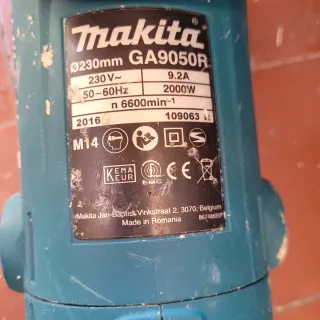 makita
Ø230mm GA9050R
230V~ 9.2A
50-60Hz 2000W
n 6600min⁻¹
2016 109063
M14
KEMA
KEUR
EMC
Makita Jan-Baptist Vinkstraat 2, 3070, Belgium
Made in Romania